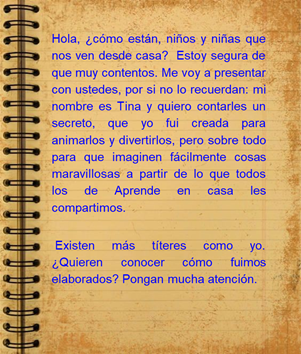 Hola, ¿cómo están, niños y niñas que
nos ven desde casa? Estoy segura de
que muy contentos. Me voy a presentar
con ustedes, por si no lo recuerdan: mi
nombre es Tina y quiero contarles un
secreto, que yo fui creada para
animarlos y divertirlos, pero sobre todo
para que imaginen fácilmente cosas
maravillosas a partir de lo que todos
los de Aprende en casa les
compartimos.
Existen más títeres como yo.
¿Quieren conocer cómo fuimos
elaborados? Pongan mucha atención.